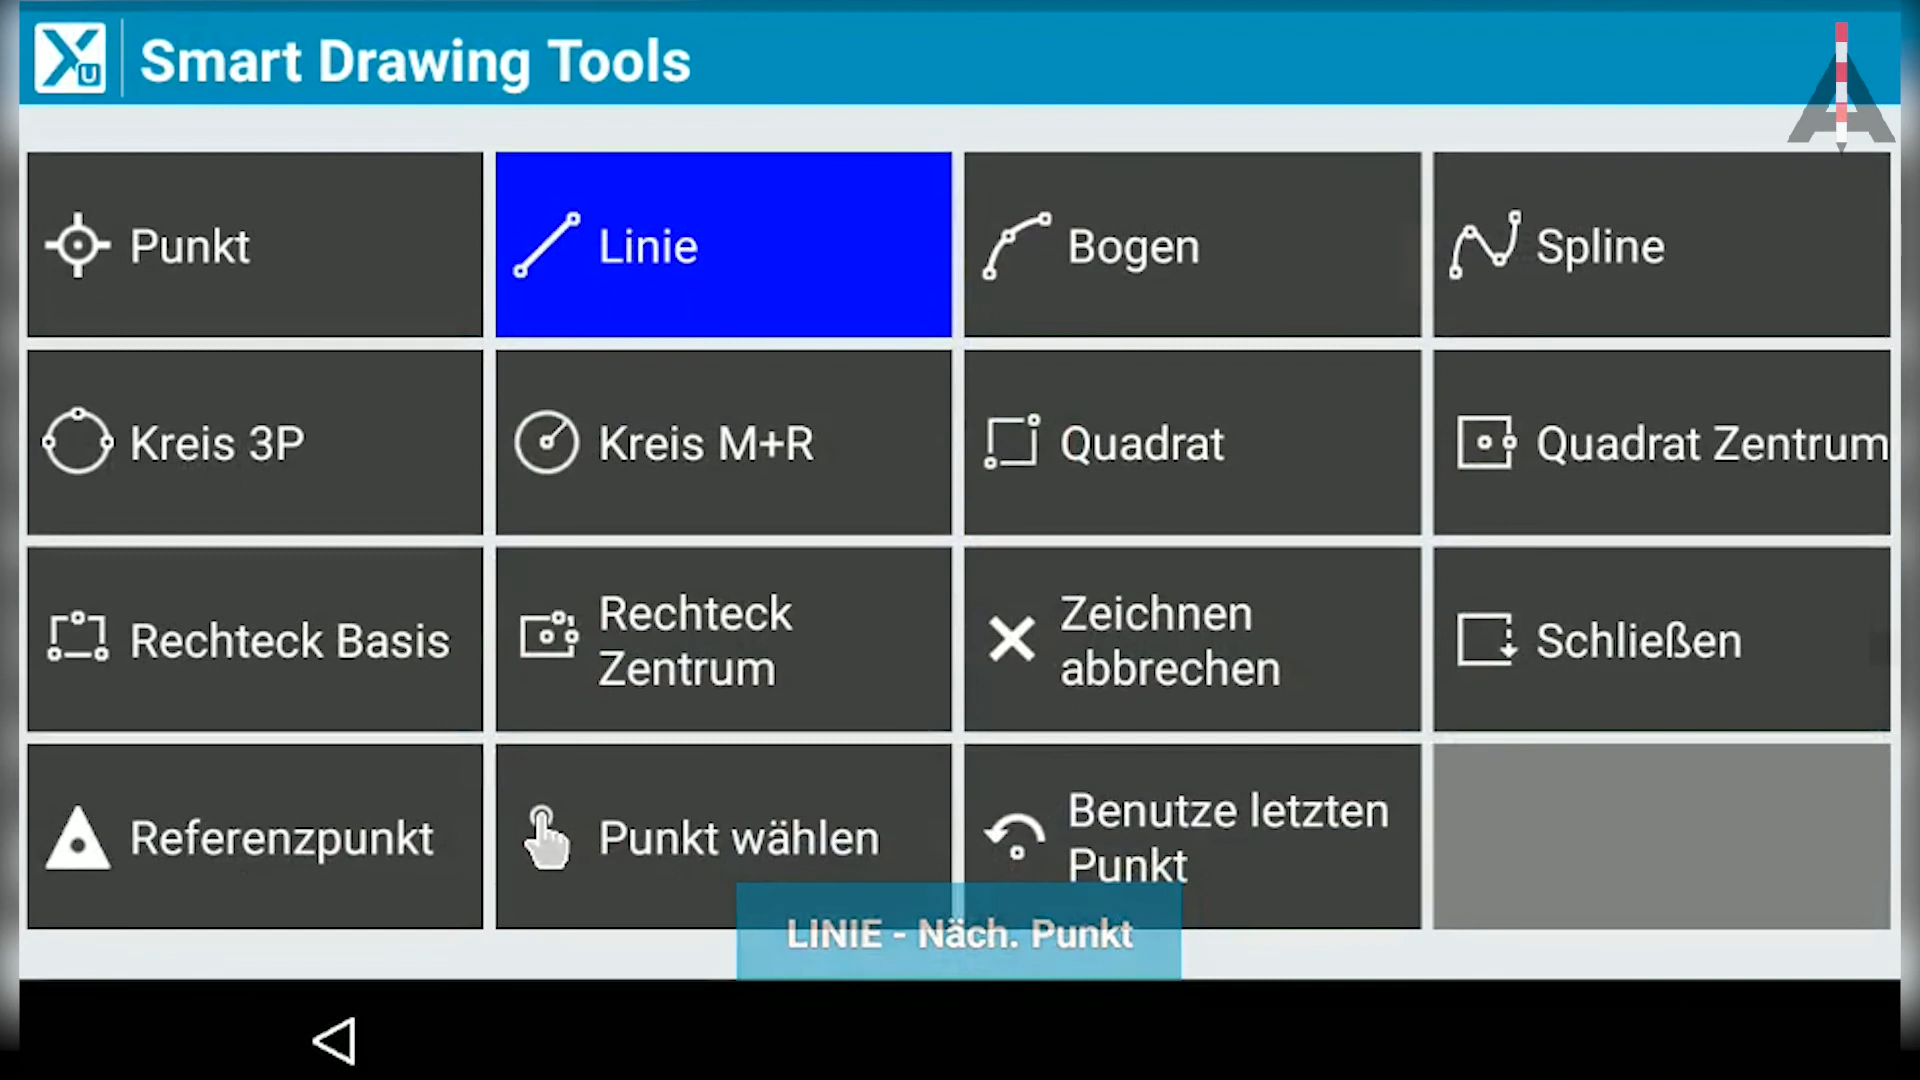 XU Smart Drawing Tools
Punkt
Linie
Bogen
Spline
Kreis 3P
Kreis M+R
Quadrat
Quadrat Zentrum
Rechteck Basis
Rechteck
Zentrum
Zeichnen
abbrechen
Schließen
Referenzpunkt
Punkt wählen
Benutze letzten
Punkt
LINIE - Näch. Punkt